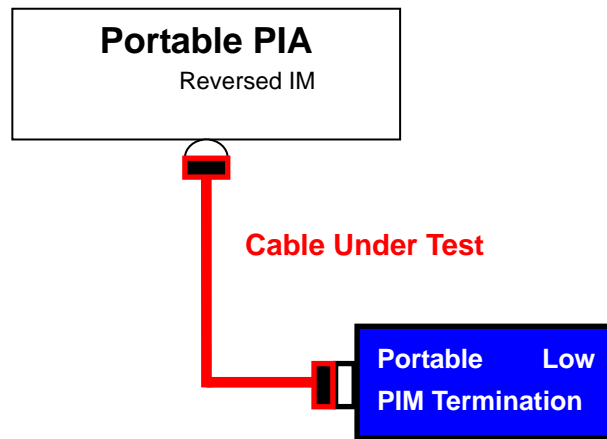 Portable PIA
Reversed IM
Cable Under Test
Portable Low
PIM Termination